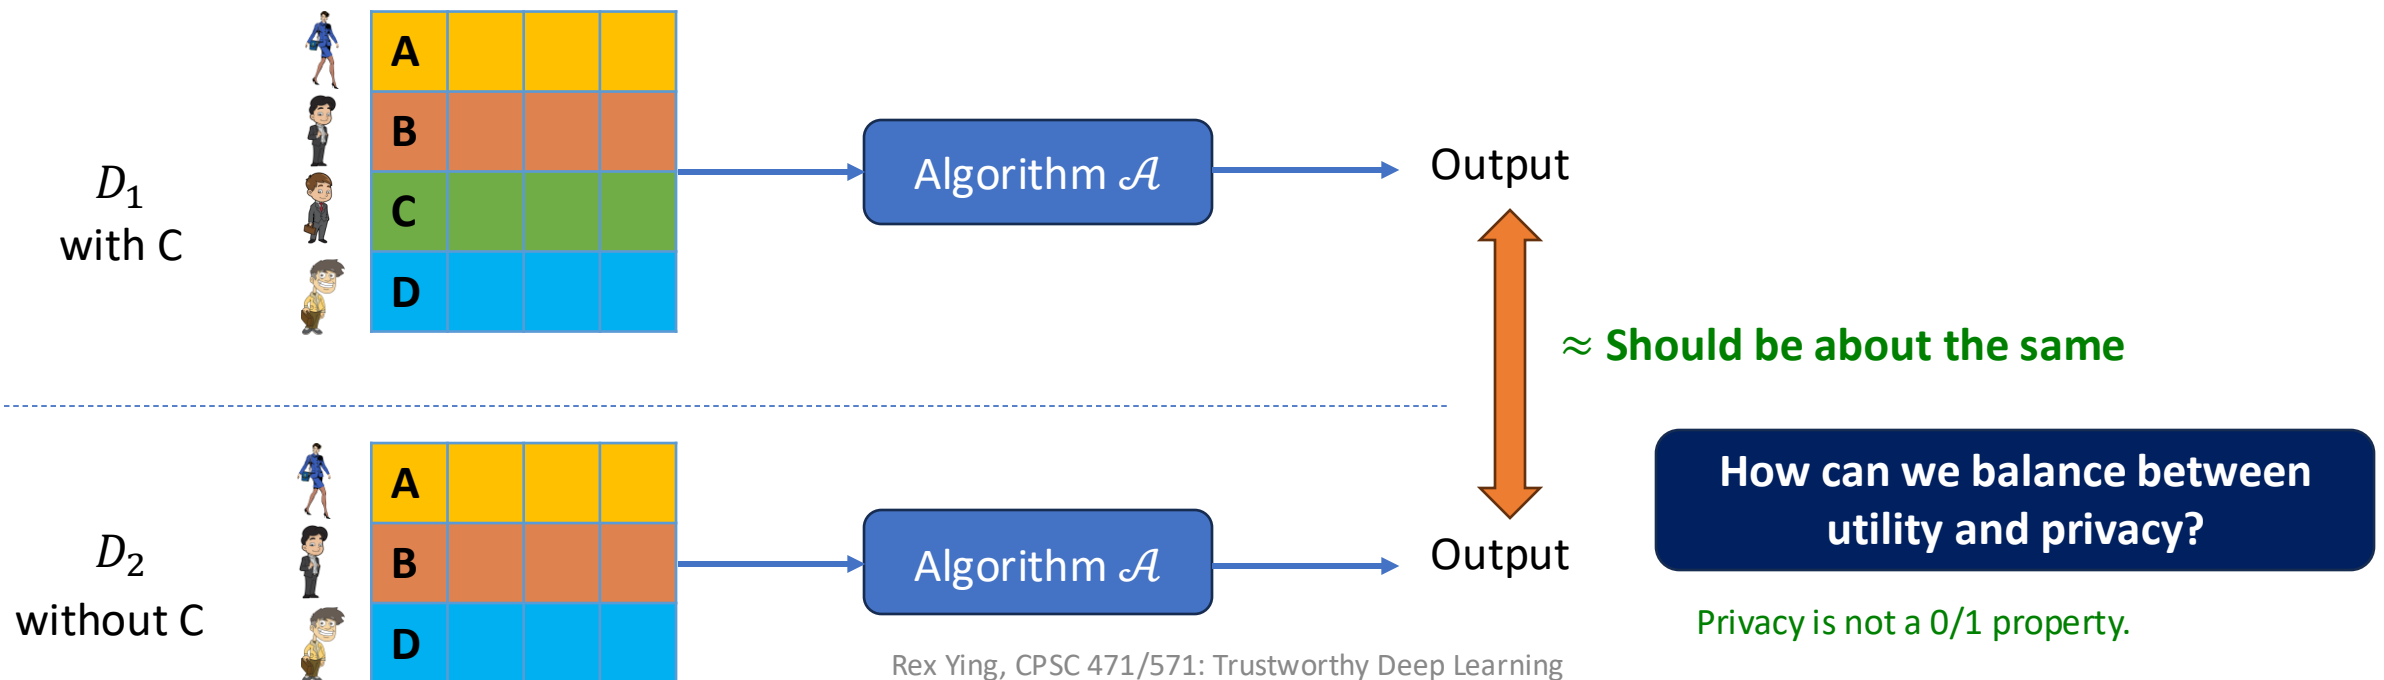 A
B
C
D
D₁
with C
Algorithm 𝒜
Output
≈ Should be about the same
A
B
D
D₂
without C
Algorithm 𝒜
Output
How can we balance between
utility and privacy?
Privacy is not a 0/1 property.
Rex Ying, CPSC 471/571: Trustworthy Deep Learning